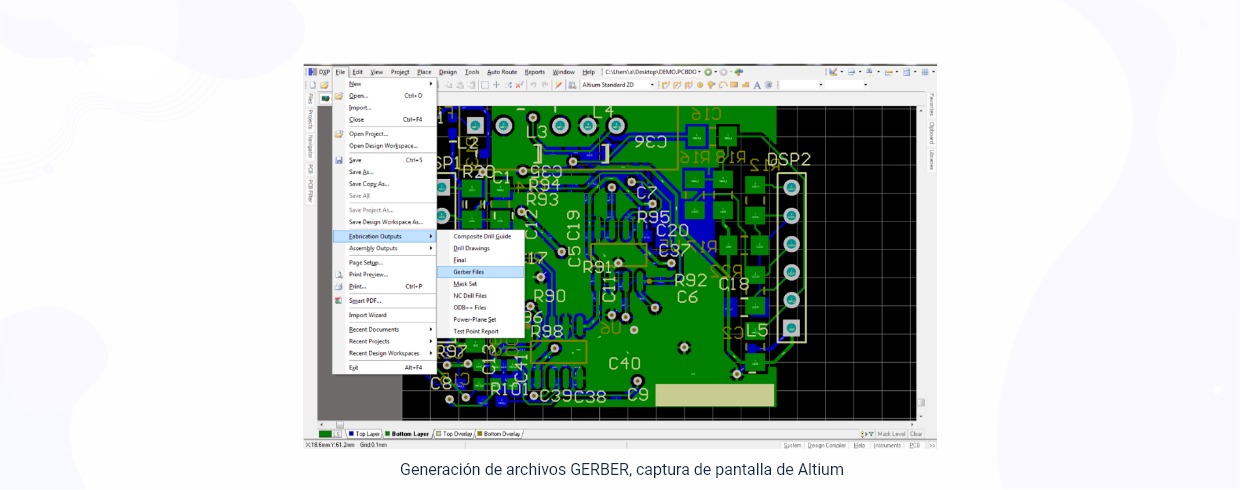 DXP File Edit View Project Place Design Tools Auto Route Reports Window Help C:\Users\a\Desktop\DEMO.PCBDO
Altium Standard 2D
New
Open... Ctrl+O
Import...
Close Ctrl+F4
Open Project...
Open Design Workspace...
Save Ctrl+S
Save As...
Save Copy As...
Save All
Save Project As...
Save Design Workspace As...
Fabrication Outputs
Assembly Outputs
Page Setup...
Print Preview...
Print... Ctrl+P
Smart PDF...
Import Wizard
Recent Documents
Recent Projects
Recent Design Workspaces
Exit Alt+F4
Composite Drill Guide
Drill Drawings
Final
Gerber Files
Mask Set
NC Drill Files
ODB++ Files
Power-Plane Set
Test Point Report
Files
Projects
Navigator
PCB
PCB Filter
Favorites
Clipboard
Libraries
L4
C16
L3
C36
L2
R16
R18
R12
DSP2
SP1
R20
C1
C35
R94
R93
C7
R95
C12
C19
C20
C37
C5
R91
R92
C11
C6
C18
C17
R90
R98
U6
C2
L5
R97
C13
C41
C40
C8
R101
C39
C38
C9
Top Layer Bottom Layer Top Overlay Bottom Overlay Mask Level Clear
X:18.6mm Y:61.2mm Grid:0.1mm System Design Compiler Help Instruments PCB >>
Generación de archivos GERBER, captura de pantalla de Altium